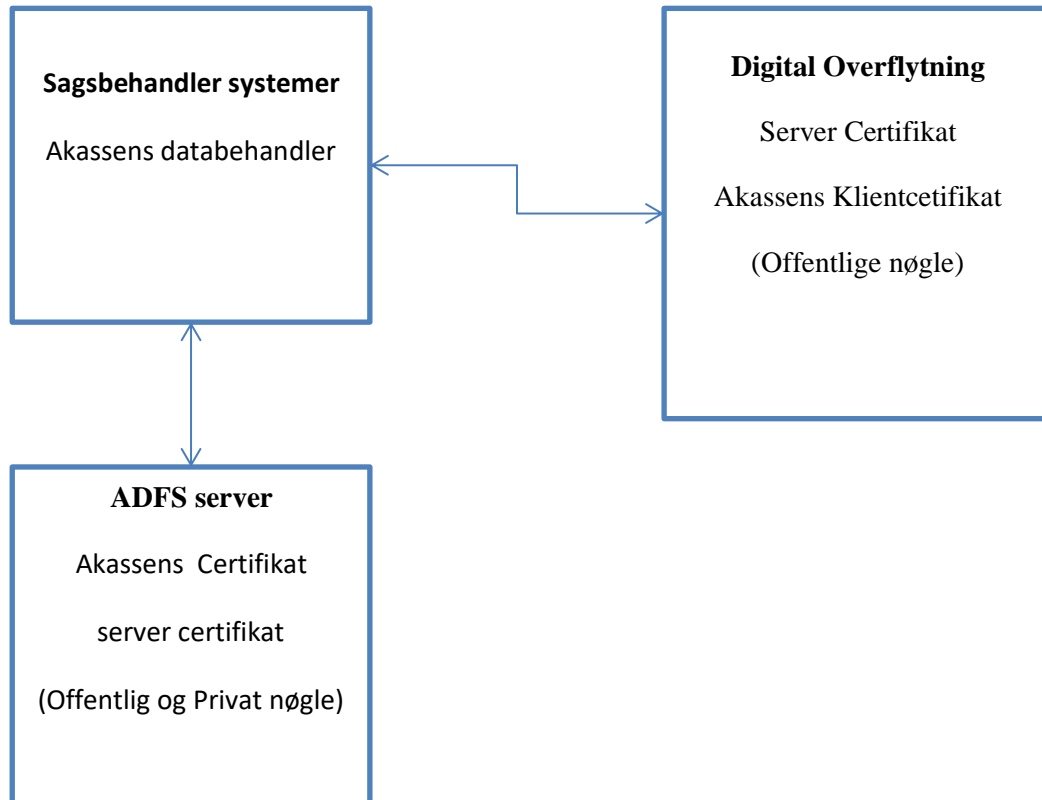 Sagsbehandler systemer
Akassens databehandler
Digital Overflytning
Server Certifikat
Akassens Klientcetifikat
(Offentlige nøgle)
ADFS server
Akassens  Certifikat
server certifikat
(Offentlig og Privat nøgle)